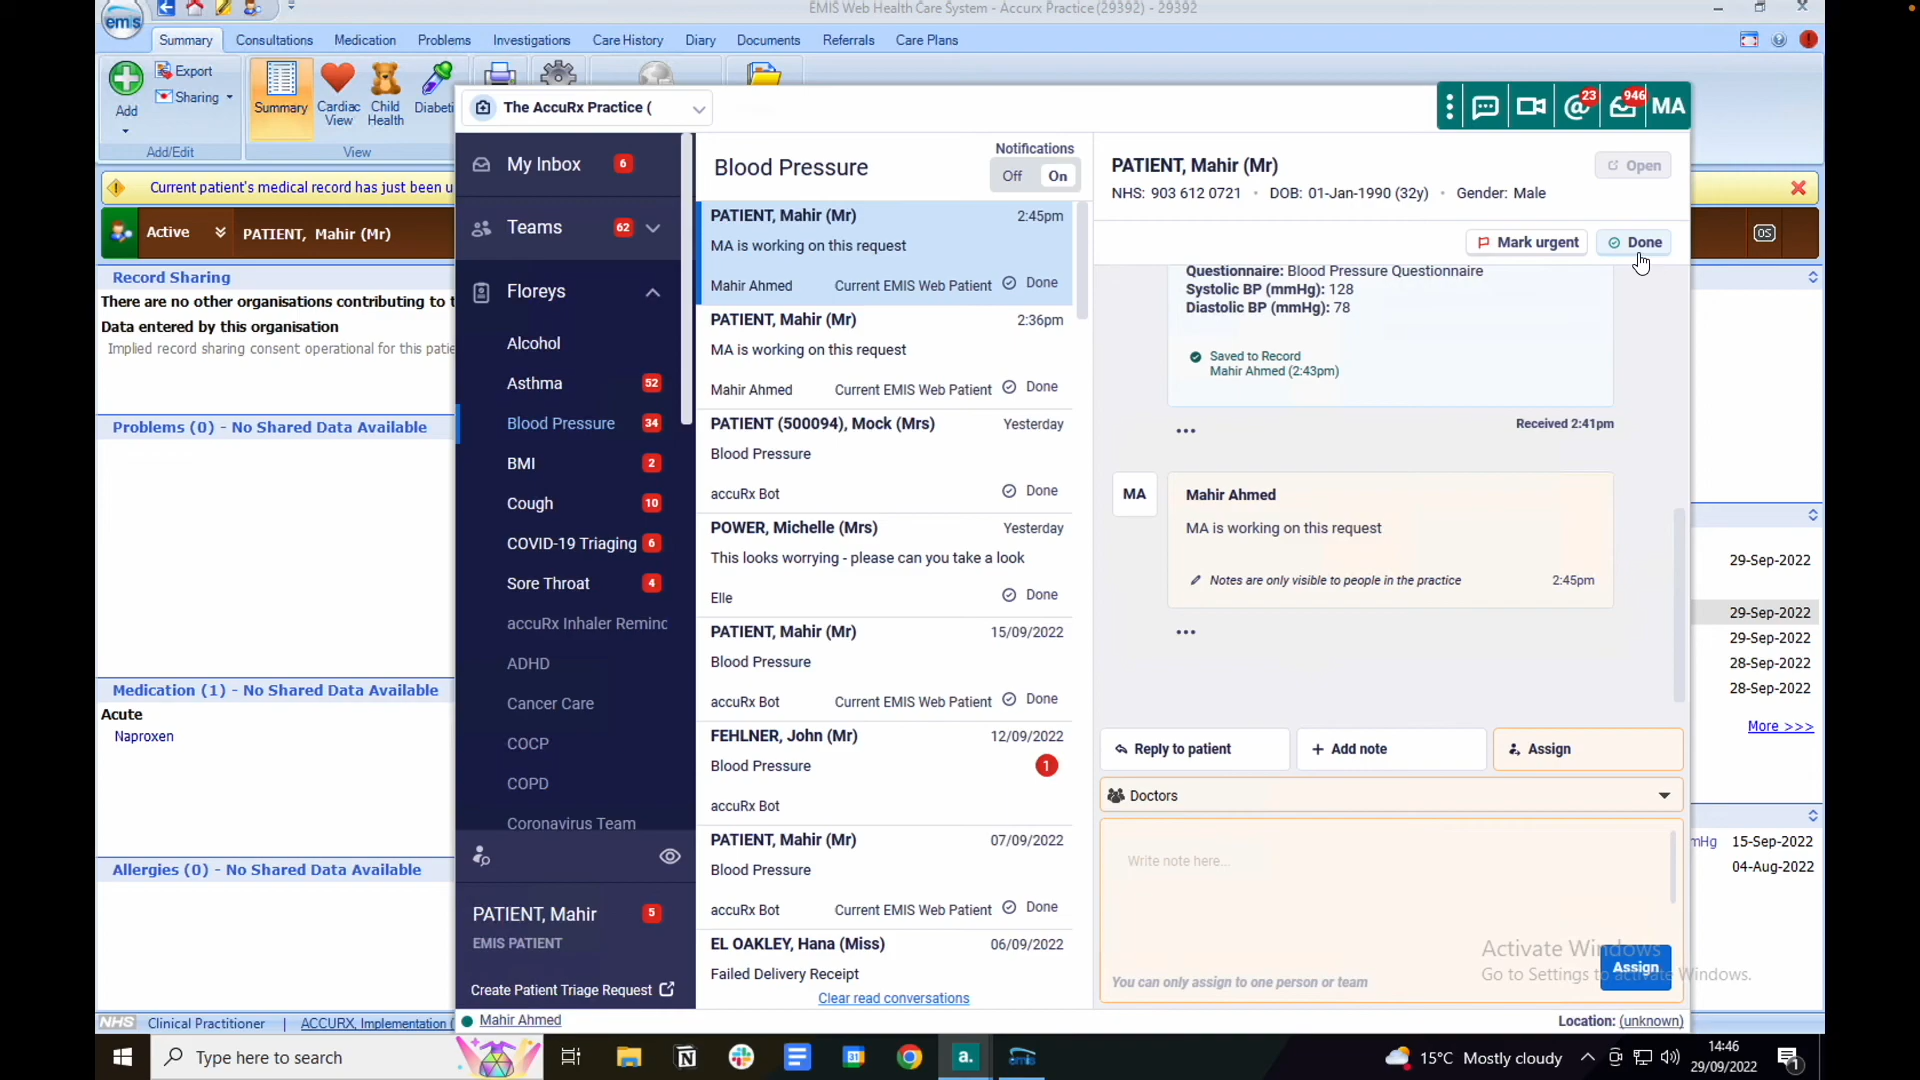 emis
EMIS Web Health Care System - Accurx Practice (29392) - 29392
Summary Consultations Medication Problems Investigations Care History Diary Documents Referrals Care Plans
Add
Export
Sharing
Summary
Cardiac View
Child Health
Add/Edit
View
The AccuRx Practice (
23
946
MA
Current patient's medical record has just been u
Active
PATIENT, Mahir (Mr)
OS
Record Sharing
There are no other organisations contributing to t
Data entered by this organisation
Implied record sharing consent operational for this patie
Problems (0) - No Shared Data Available
Medication (1) - No Shared Data Available
Acute
Naproxen
Allergies (0) - No Shared Data Available
My Inbox 6
Teams 62
Floreys
Alcohol
Asthma 52
Blood Pressure 34
BMI 2
Cough 10
COVID-19 Triaging 6
Sore Throat 4
accuRx Inhaler Reminc
ADHD
Cancer Care
COCP
COPD
Coronavirus Team
PATIENT, Mahir 5
EMIS PATIENT
Create Patient Triage Request
Mahir Ahmed
Blood Pressure
Notifications
Off On
PATIENT, Mahir (Mr) 2:45pm
MA is working on this request
Mahir Ahmed Current EMIS Web Patient Done
PATIENT, Mahir (Mr) 2:36pm
MA is working on this request
Mahir Ahmed Current EMIS Web Patient Done
PATIENT (500094), Mock (Mrs) Yesterday
Blood Pressure
accuRx Bot Done
POWER, Michelle (Mrs) Yesterday
This looks worrying - please can you take a look
Elle Done
PATIENT, Mahir (Mr) 15/09/2022
Blood Pressure
accuRx Bot Current EMIS Web Patient Done
FEHLNER, John (Mr) 12/09/2022
Blood Pressure 1
accuRx Bot
PATIENT, Mahir (Mr) 07/09/2022
Blood Pressure
accuRx Bot Current EMIS Web Patient Done
EL OAKLEY, Hana (Miss) 06/09/2022
Failed Delivery Receipt
Clear read conversations
PATIENT, Mahir (Mr) Open
NHS: 903 612 0721 • DOB: 01-Jan-1990 (32y) • Gender: Male
Mark urgent Done
Questionnaire: Blood Pressure Questionnaire
Systolic BP (mmHg): 128
Diastolic BP (mmHg): 78
Saved to Record
Mahir Ahmed (2:43pm)
Received 2:41pm
MA
Mahir Ahmed
MA is working on this request
Notes are only visible to people in the practice 2:45pm
Reply to patient Add note Assign
Doctors
Write note here...
You can only assign to one person or team
Assign
Activate Windows
Go to Settings to activate Windows.
Location: (unknown)
29-Sep-2022
29-Sep-2022
29-Sep-2022
28-Sep-2022
28-Sep-2022
More >>>
mHg 15-Sep-2022
04-Aug-2022
NHS Clinical Practitioner | ACCURX, Implementation (
Type here to search
31
a.
emis
15°C Mostly cloudy
14:46
29/09/2022
1